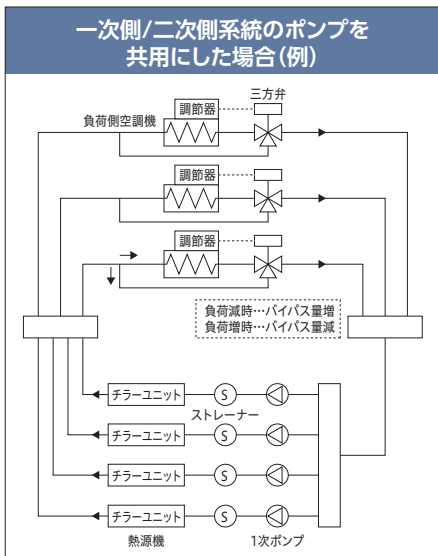 一次側/二次側系統のポンプを
共用にした場合(例)
三方弁
調節器
負荷側空調機
調節器
調節器
負荷減時…バイパス量増
負荷増時…バイパス量減
チラーユニット
S
ストレーナー
チラーユニット
S
チラーユニット
S
チラーユニット
S
熱源機
1次ポンプ